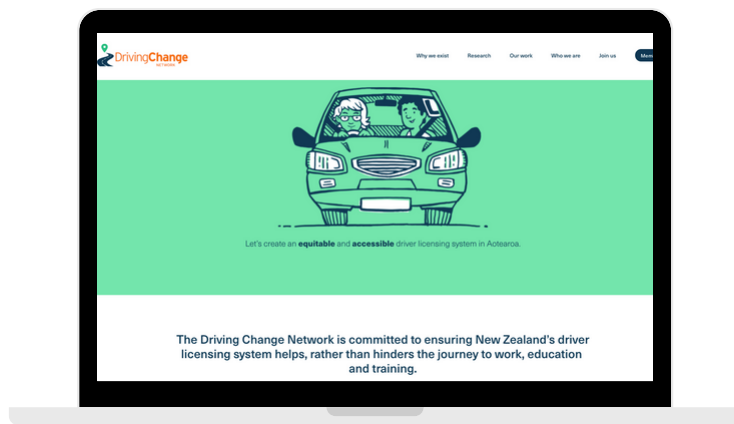 DrivingChange
NETWORK
Why we exist
Research
Our work
Who we are
Join us
Mem
Let's create an equitable and accessible driver licensing system in Aotearoa.
The Driving Change Network is committed to ensuring New Zealand's driver
licensing system helps, rather than hinders the journey to work, education
and training.